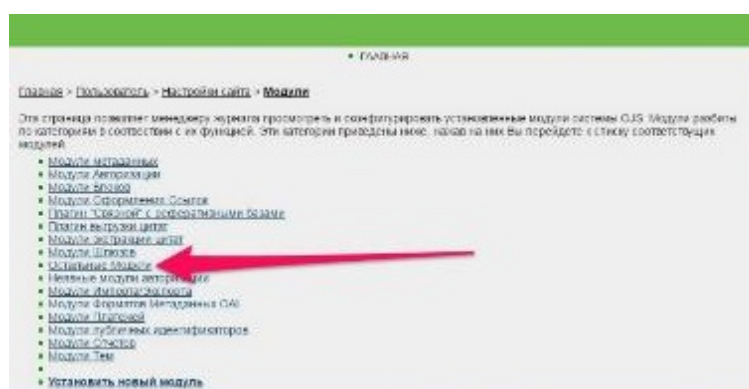 ГЛАВНАЯ
Главная > Пользователь > Настройки сайта > Модули
Эта страница позволяет менеджеру журнала просмотреть и сконфигурировать установленные модули системы OJS. Модули разбиты
по категориям в соотвествии с их функцией. Эти категории приведены ниже, нажав на них Вы перейдете к списку соответствущих
модулей.
Модули метаданных
Модули Авторизации
Модули Блоков
Модули Оформления Ссылок
Плагин "Связной" с реферативными базами
Плагин выгрузки цитат
Модули экстракции цитат
Модули Шлюзов
Остальные Модули
Неявные модули авторизации
Модули Импорта/Экспорта
Модули Форматов Метаданных OAI
Модули Платежей
Модули публичных идентификаторов
Модули Отчетов
Модули Тем
Установить новый модуль